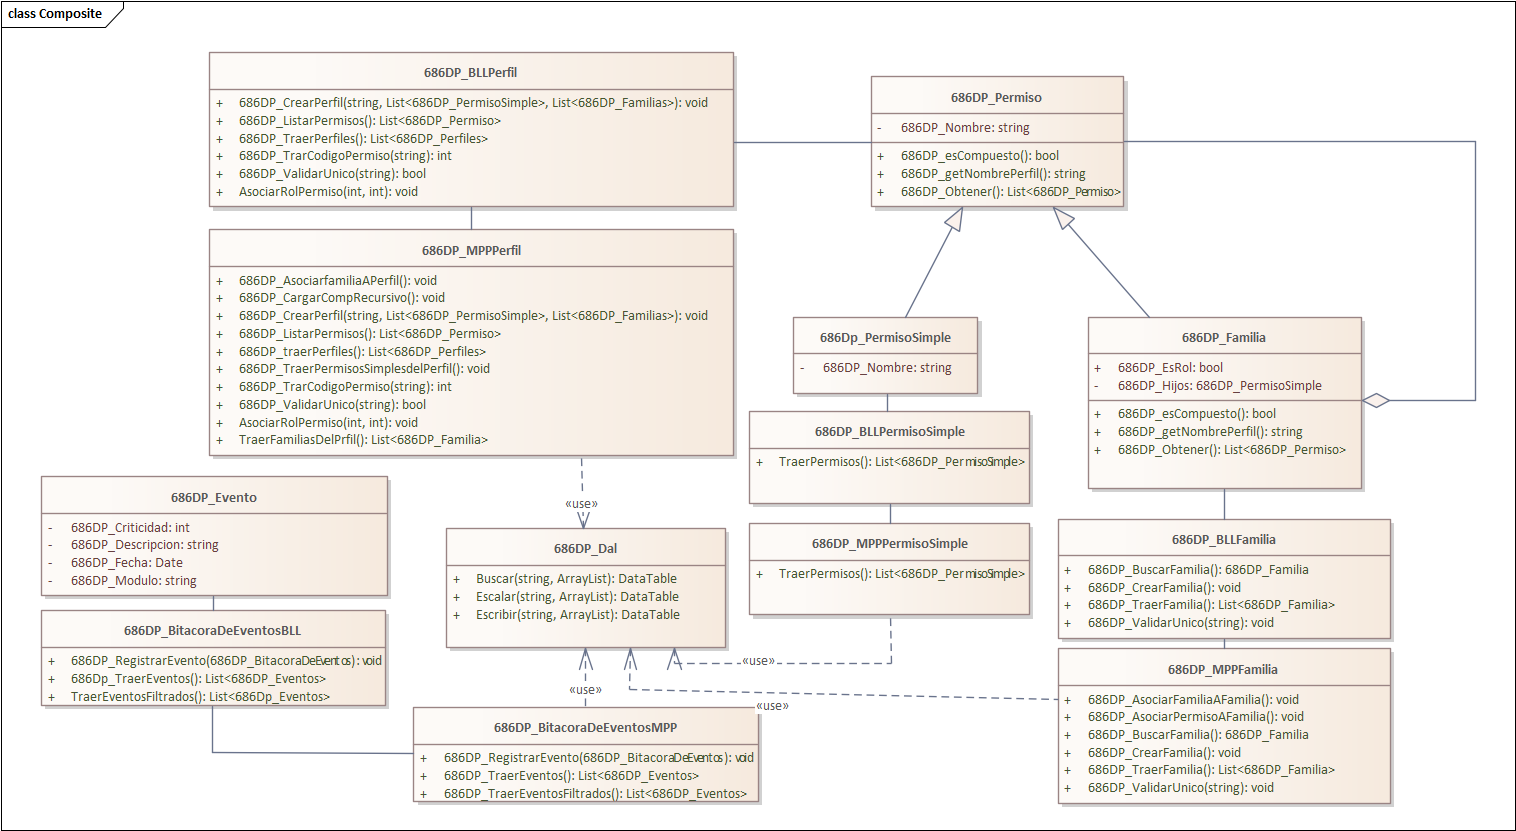 class Composite
686DP_BLLPerfil
+ 686DP_CrearPerfil(string, List<686DP_PermisoSimple>, List<686DP_Familias>): void
+ 686DP_ListarPermisos(): List<686DP_Permiso>
+ 686DP_TraerPerfiles(): List<686DP_Perfiles>
+ 686DP_TrarCodigoPermiso(string): int
+ 686DP_ValidarUnico(string): bool
+ AsociarRolPermiso(int, int): void
686DP_Permiso
- 686DP_Nombre: string
+ 686DP_esCompuesto(): bool
+ 686DP_getNombrePerfil(): string
+ 686DP_Obtener(): List<686DP_Permiso>
686DP_MPPPerfil
+ 686DP_AsociarfamiliaAPerfil(): void
+ 686DP_CargarCompRecursivo(): void
+ 686DP_CrearPerfil(string, List<686DP_PermisoSimple>, List<686DP_Familias>): void
+ 686DP_ListarPermisos(): List<686DP_Permiso>
+ 686DP_traerPerfiles(): List<686DP_Perfiles>
+ 686DP_TraerPermisosSimplesdelPerfil(): void
+ 686DP_TrarCodigoPermiso(string): int
+ 686DP_ValidarUnico(string): bool
+ AsociarRolPermiso(int, int): void
+ TraerFamiliasDelPrfil(): List<686DP_Familia>
686Dp_PermisoSimple
- 686DP_Nombre: string
686DP_Familia
+ 686DP_EsRol: bool
- 686DP_Hijos: 686DP_PermisoSimple
+ 686DP_esCompuesto(): bool
+ 686DP_getNombrePerfil(): string
+ 686DP_Obtener(): List<686DP_Permiso>
686DP_BLLPermisoSimple
+ TraerPermisos(): List<686DP_PermisoSimple>
686DP_Evento
- 686DP_Criticidad: int
- 686DP_Descripcion: string
- 686DP_Fecha: Date
- 686DP_Modulo: string
«use»
686DP_Dal
+ Buscar(string, ArrayList): DataTable
+ Escalar(string, ArrayList): DataTable
+ Escribir(string, ArrayList): DataTable
686DP_MPPPermisoSimple
+ TraerPermisos(): List<686DP_PermisoSimple>
686DP_BLLFamilia
+ 686DP_BuscarFamilia(): 686DP_Familia
+ 686DP_CrearFamilia(): void
+ 686DP_TraerFamilia(): List<686DP_Familia>
+ 686DP_ValidarUnico(string): void
686DP_BitacoraDeEventosBLL
+ 686DP_RegistrarEvento(686DP_BitacoraDeEventos): void
+ 686Dp_TraerEventos(): List<686DP_Eventos>
+ TraerEventosFiltrados(): List<686Dp_Eventos>
«use»
«use»
«use»
686DP_MPPFamilia
+ 686DP_AsociarFamiliaAFamilia(): void
+ 686DP_AsociarPermisoAFamilia(): void
+ 686DP_BuscarFamilia(): 686DP_Familia
+ 686DP_CrearFamilia(): void
+ 686DP_TraerFamilia(): List<686DP_Familia>
+ 686DP_ValidarUnico(string): void
686DP_BitacoraDeEventosMPP
+ 686DP_RegistrarEvento(686DP_BitacoraDeEventos): void
+ 686DP_TraerEventos(): List<686DP_Eventos>
+ 686DP_TraerEventosFiltrados(): List<686DP_Eventos>